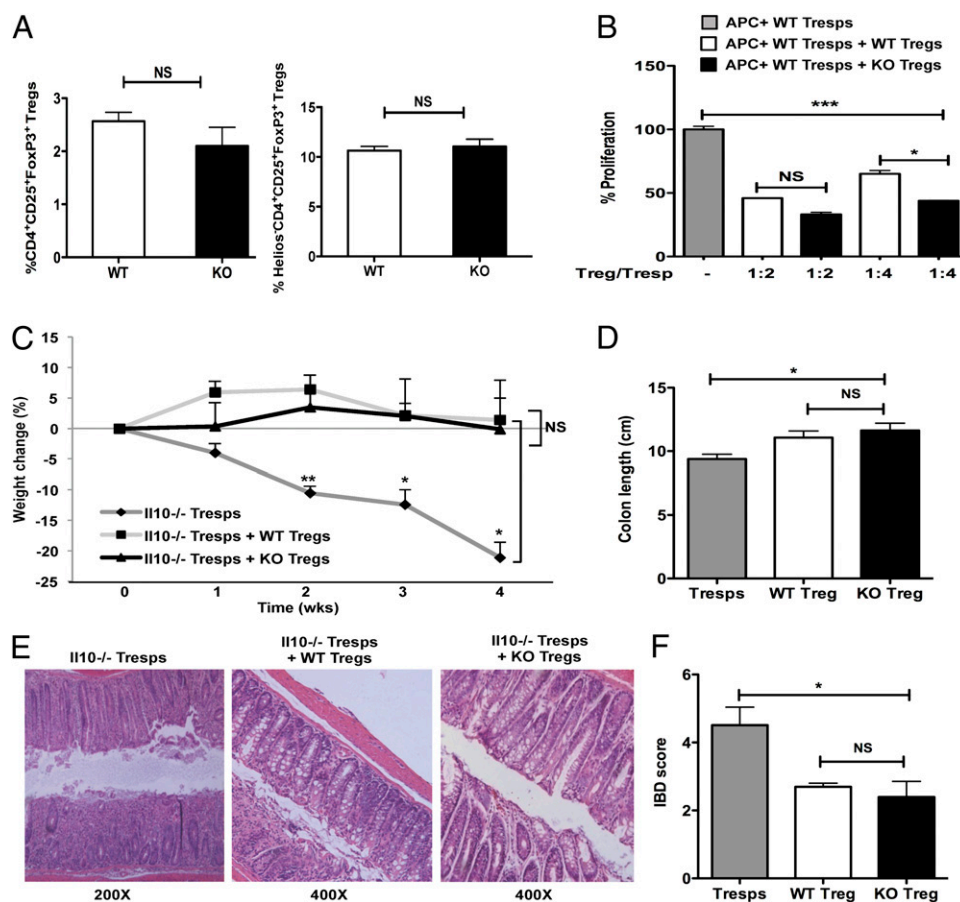 A
%CD4+CD25+FoxP3+ Tregs
3
2
1
0
NS
WT
KO
% Helios-CD4+CD25+FoxP3+ Tregs
15
10
5
0
NS
WT
KO
B
APC+ WT Tresps
APC+ WT Tresps + WT Tregs
APC+ WT Tresps + KO Tregs
% Proliferation
150
100
50
0
***
NS
*
Treg/Tresp - 1:2 1:2 1:4 1:4
C
Weight change (%)
15
10
5
0
-5
-10
-15
-20
-25
** * *
NS
Il10-/- Tresps
Il10-/- Tresps + WT Tregs
Il10-/- Tresps + KO Tregs
0 1 2 3 4
Time (wks)
D
Colon length (cm)
15
10
5
0
*
NS
Tresps WT Treg KO Treg
E
Il10-/- Tresps
Il10-/- Tresps
+ WT Tregs
Il10-/- Tresps
+ KO Tregs
200X
400X
400X
F
IBD score
6
4
2
0
*
NS
Tresps WT Treg KO Treg